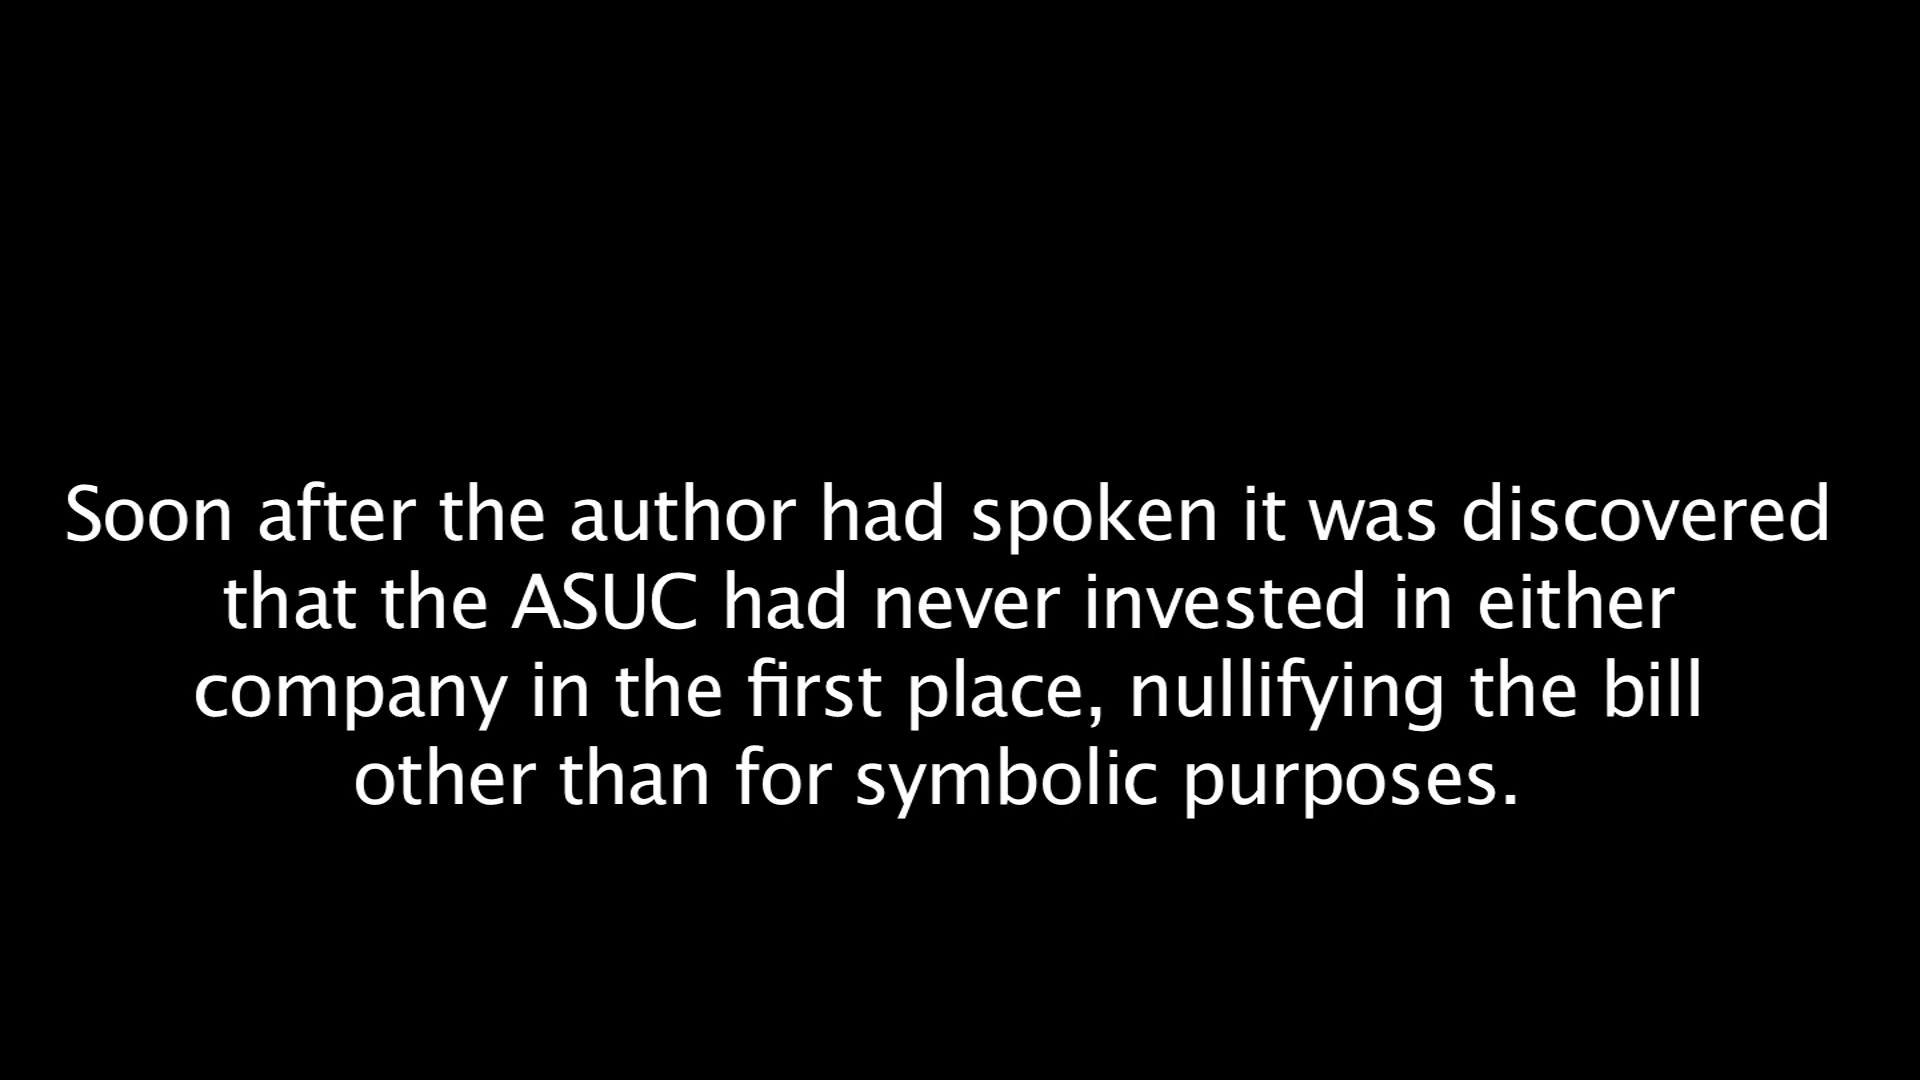 Soon after the author had spoken it was discovered
that the ASUC had never invested in either
company in the first place, nullifying the bill
other than for symbolic purposes.